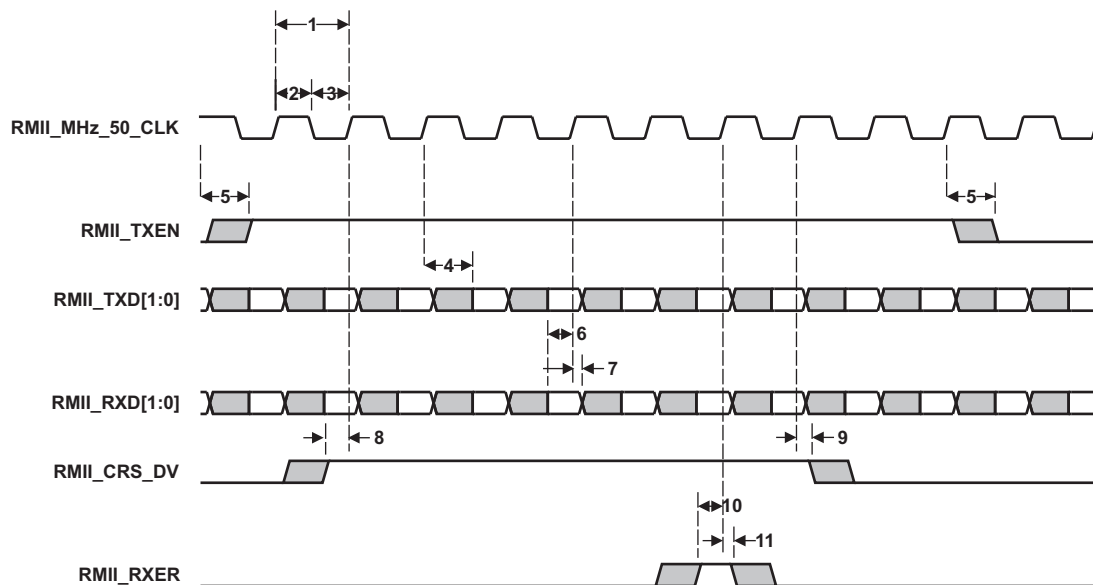 1
2
3
RMII_MHz_50_CLK
5
5
RMII_TXEN
4
RMII_TXD[1:0]
6
7
RMII_RXD[1:0]
8
9
RMII_CRS_DV
10
11
RMII_RXER